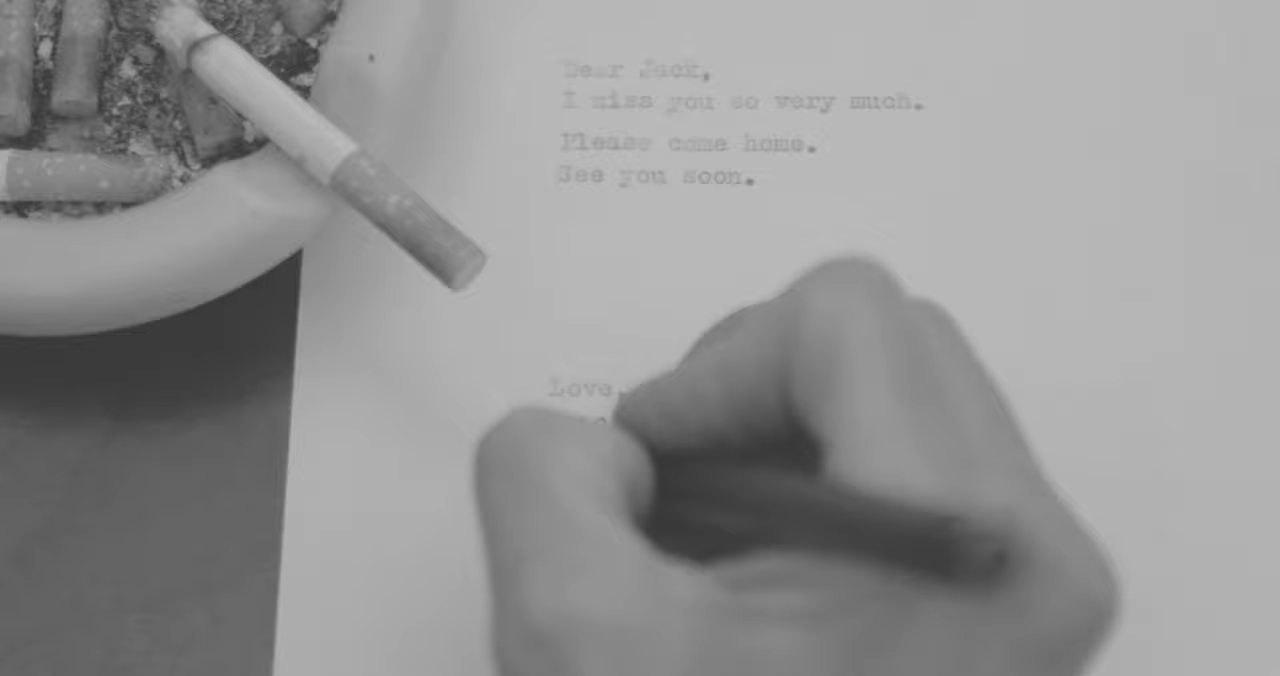 Dear Jack,
I miss you so very much.
Please come home.
See you soon.
Love,